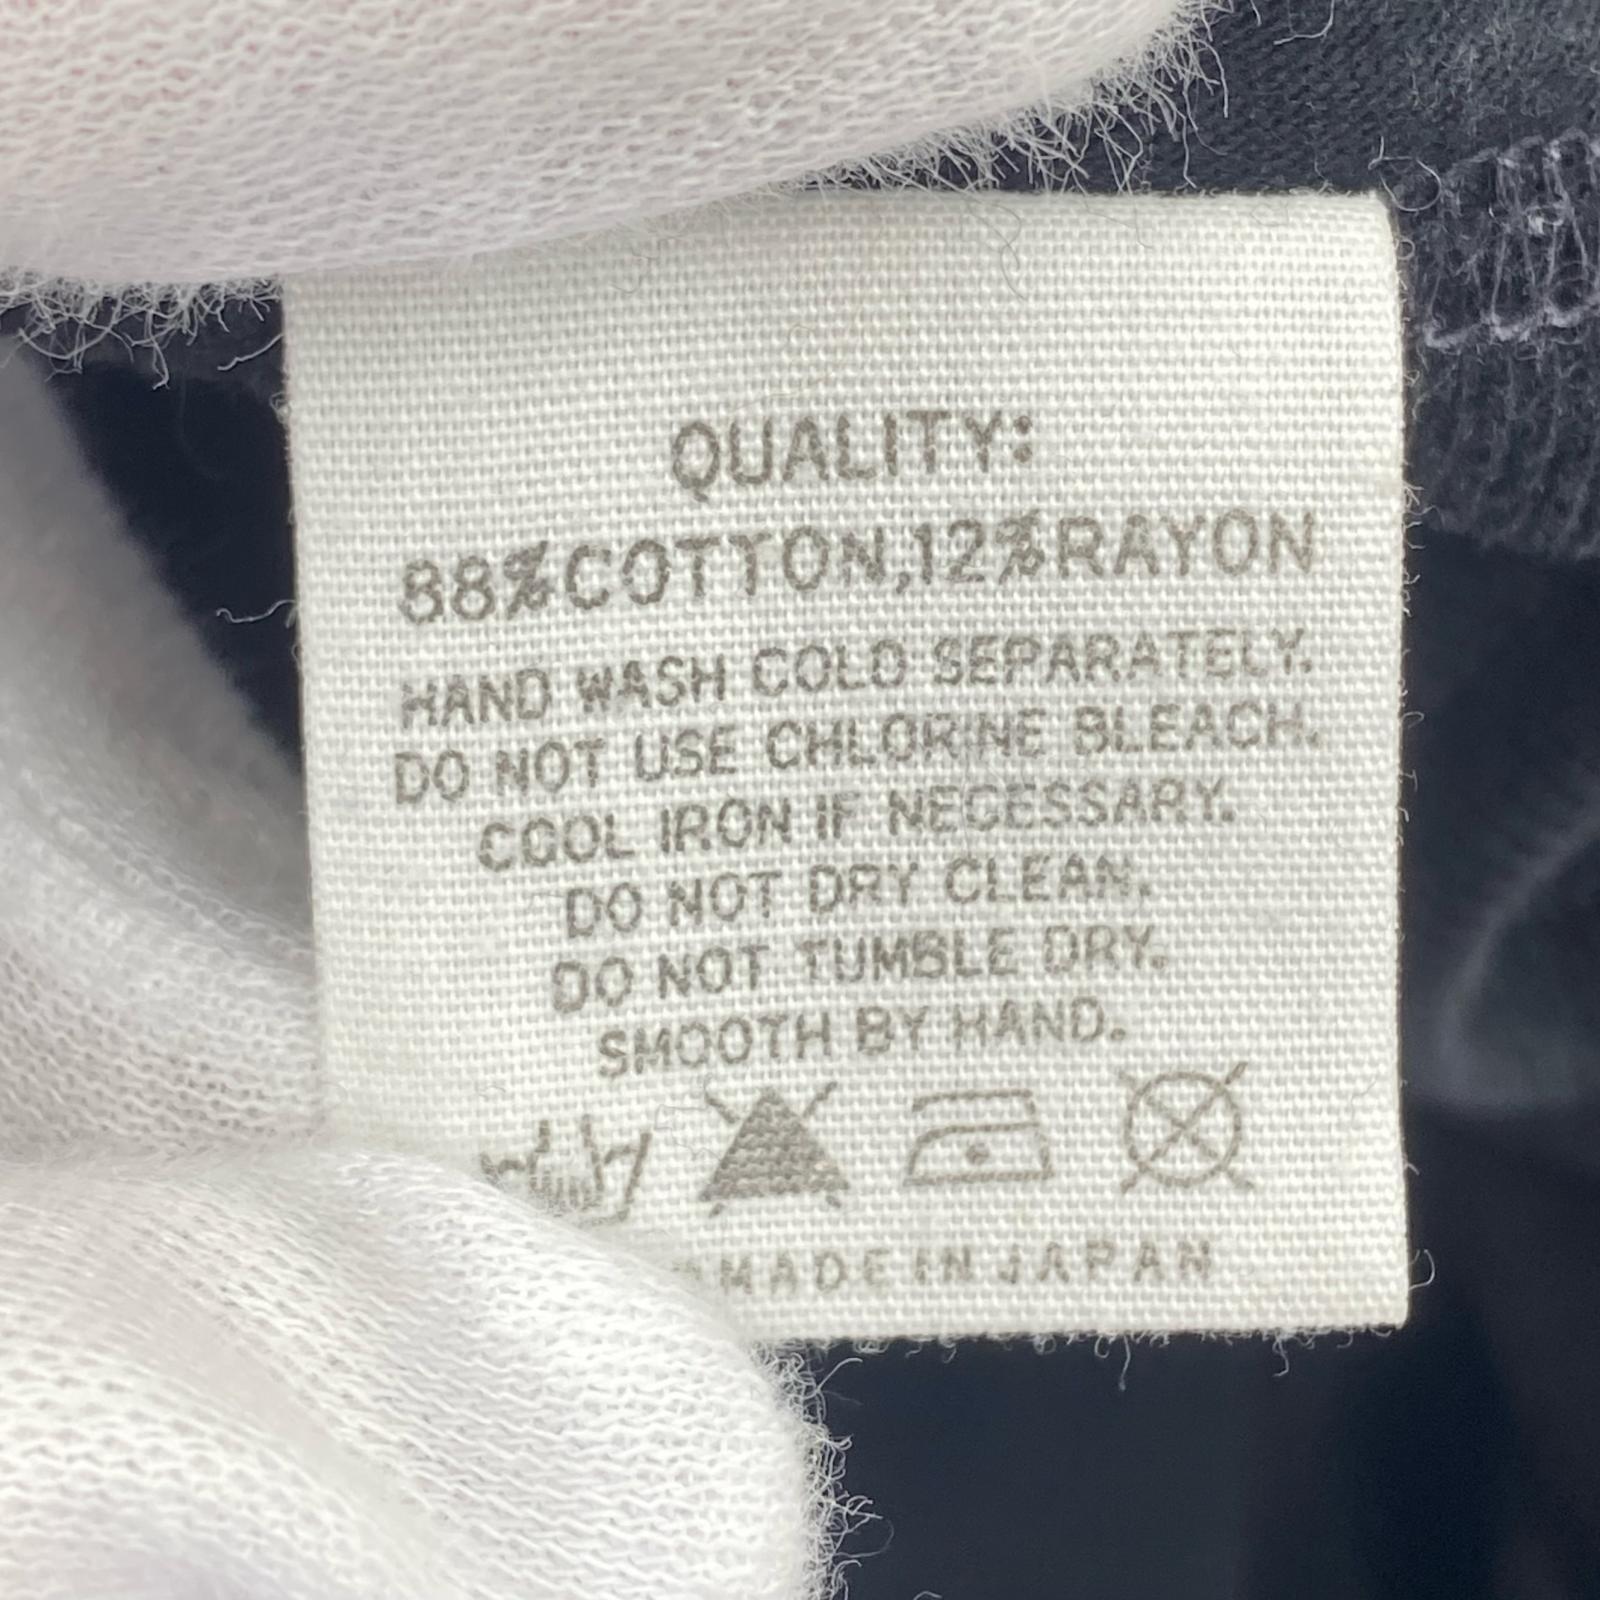 QUALITY:
88%COTTON,12%RAYON
HAND WASH COLD SEPARATELY.
DO NOT USE CHLORINE BLEACH.
COOL IRON IF NECESSARY.
DO NOT DRY CLEAN.
DO NOT TUMBLE DRY.
SMOOTH BY HAND.
MADE IN JAPAN